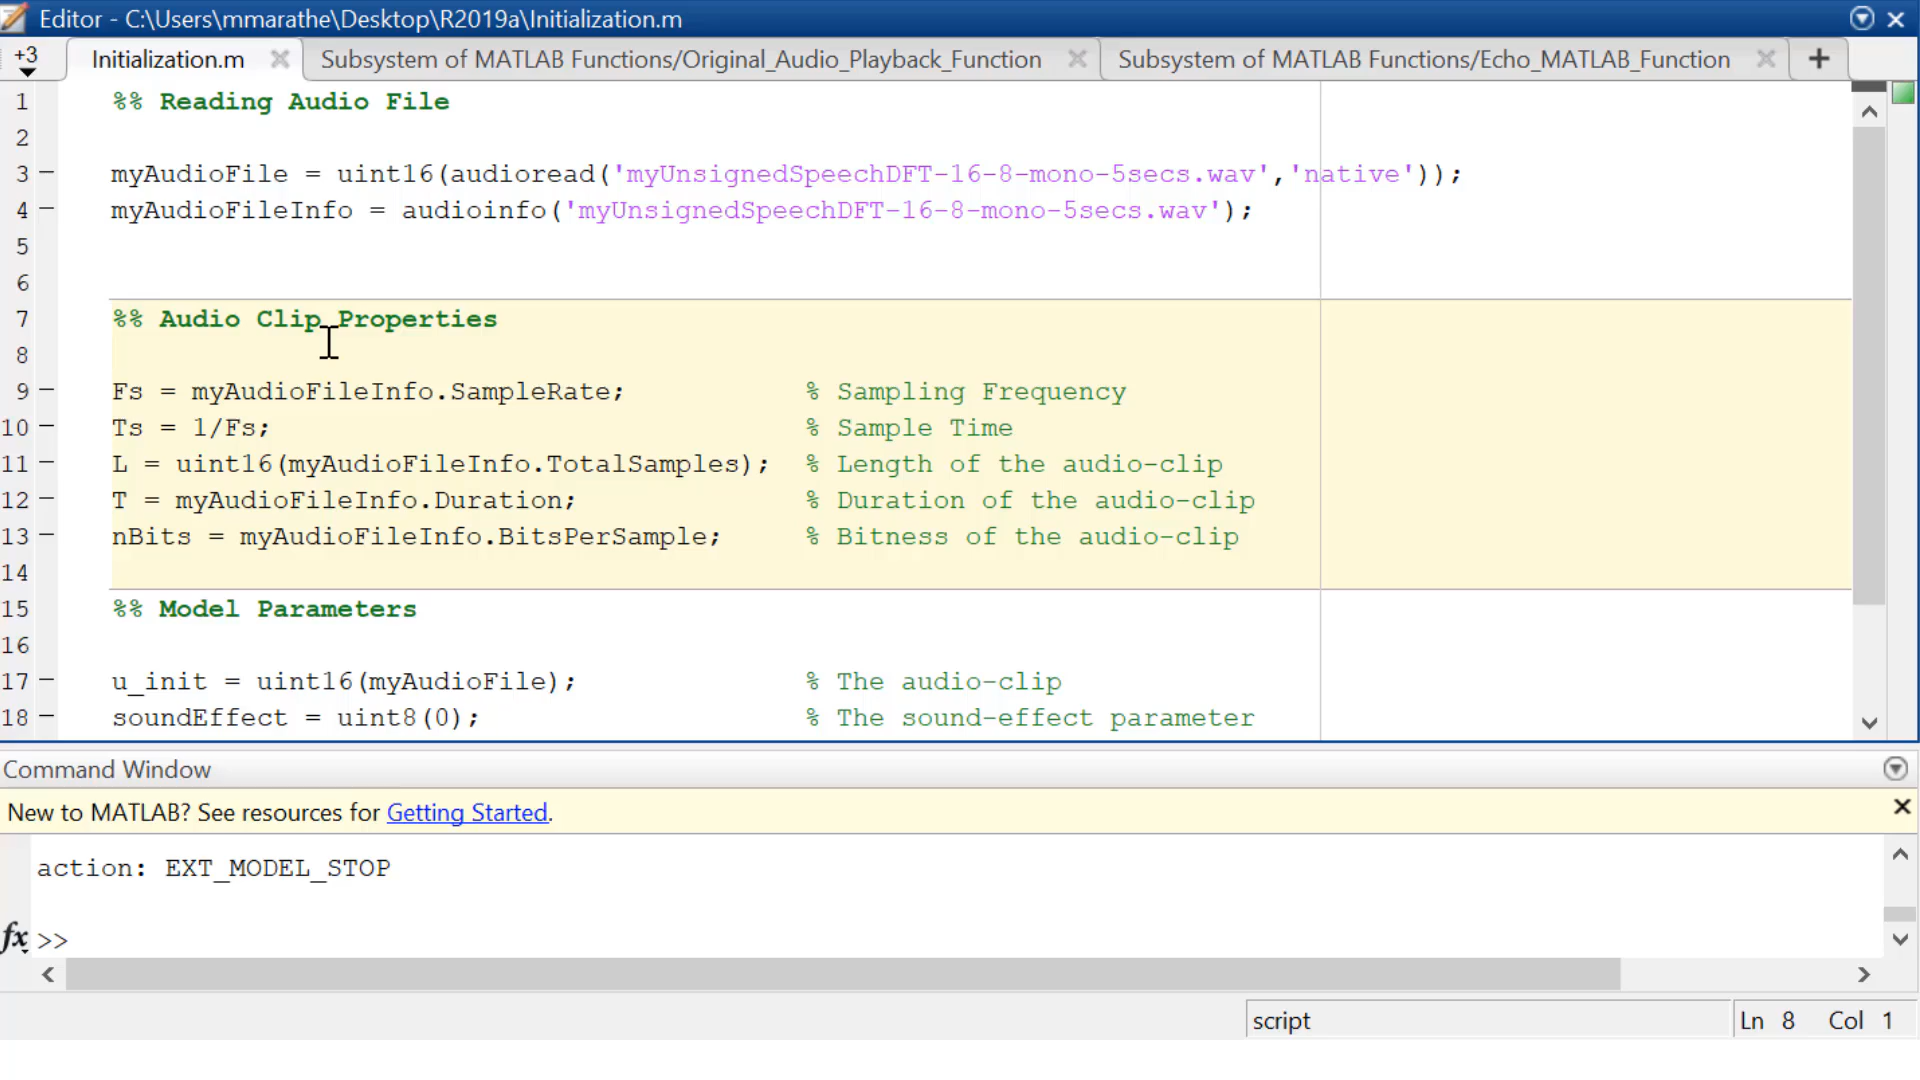 Editor - C:\Users\mmarathe\Desktop\R2019a\Initialization.m
+3 Initialization.m Subsystem of MATLAB Functions/Original_Audio_Playback_Function Subsystem of MATLAB Functions/Echo_MATLAB_Function +
1 %% Reading Audio File
2
3 – myAudioFile = uint16(audioread('myUnsignedSpeechDFT-16-8-mono-5secs.wav','native'));
4 – myAudioFileInfo = audioinfo('myUnsignedSpeechDFT-16-8-mono-5secs.wav');
5
6
7 %% Audio Clip Properties
8
9 – Fs = myAudioFileInfo.SampleRate; % Sampling Frequency
10 – Ts = 1/Fs; % Sample Time
11 – L = uint16(myAudioFileInfo.TotalSamples); % Length of the audio-clip
12 – T = myAudioFileInfo.Duration; % Duration of the audio-clip
13 – nBits = myAudioFileInfo.BitsPerSample; % Bitness of the audio-clip
14
15 %% Model Parameters
16
17 – u_init = uint16(myAudioFile); % The audio-clip
18 – soundEffect = uint8(0); % The sound-effect parameter
Command Window
New to MATLAB? See resources for Getting Started.
action: EXT_MODEL_STOP
fx >>
script Ln 8 Col 1